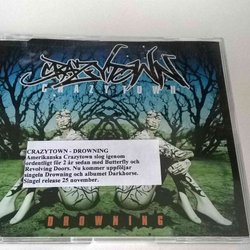 CRAZYTOWN
CRAZYTOWN
CRAZYTOWN - DROWNING
Amerikanska Crazytown slog igenom
ordentligt för 2 år sedan med Butterfly och
Revolving Doors. Nu kommer uppföljar
singeln Drowning och albumet Darkhorse.
Singel release 25 november.
DROWNING